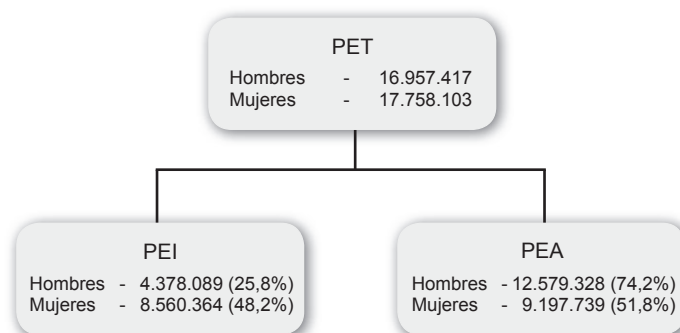 PET
Hombres - 16.957.417
Mujeres - 17.758.103
PEI
Hombres - 4.378.089 (25,8%)
Mujeres - 8.560.364 (48,2%)
PEA
Hombres - 12.579.328 (74,2%)
Mujeres - 9.197.739 (51,8%)